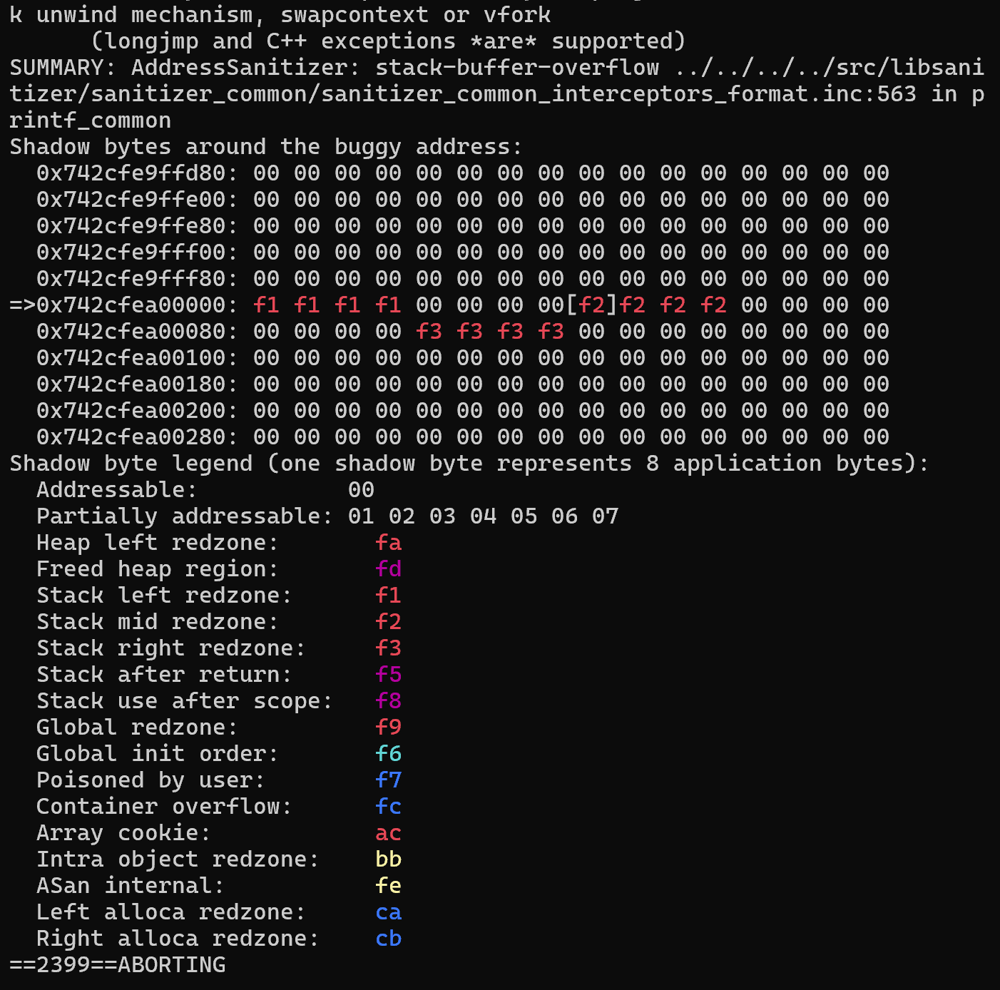 k unwind mechanism, swapcontext or vfork
      (longjmp and C++ exceptions *are* supported)
SUMMARY: AddressSanitizer: stack-buffer-overflow ../../../../src/libsani
tizer/sanitizer_common/sanitizer_common_interceptors_format.inc:563 in p
rintf_common
Shadow bytes around the buggy address:
  0x742cfe9ffd80: 00 00 00 00 00 00 00 00 00 00 00 00 00 00 00 00
  0x742cfe9ffe00: 00 00 00 00 00 00 00 00 00 00 00 00 00 00 00 00
  0x742cfe9ffe80: 00 00 00 00 00 00 00 00 00 00 00 00 00 00 00 00
  0x742cfe9fff00: 00 00 00 00 00 00 00 00 00 00 00 00 00 00 00 00
  0x742cfe9fff80: 00 00 00 00 00 00 00 00 00 00 00 00 00 00 00 00
=>0x742cfea00000: f1 f1 f1 f1 00 00 00 00[f2]f2 f2 f2 00 00 00 00
  0x742cfea00080: 00 00 00 00 f3 f3 f3 f3 00 00 00 00 00 00 00 00
  0x742cfea00100: 00 00 00 00 00 00 00 00 00 00 00 00 00 00 00 00
  0x742cfea00180: 00 00 00 00 00 00 00 00 00 00 00 00 00 00 00 00
  0x742cfea00200: 00 00 00 00 00 00 00 00 00 00 00 00 00 00 00 00
  0x742cfea00280: 00 00 00 00 00 00 00 00 00 00 00 00 00 00 00 00
Shadow byte legend (one shadow byte represents 8 application bytes):
  Addressable:           00
  Partially addressable: 01 02 03 04 05 06 07
  Heap left redzone:       fa
  Freed heap region:       fd
  Stack left redzone:      f1
  Stack mid redzone:       f2
  Stack right redzone:     f3
  Stack after return:      f5
  Stack use after scope:   f8
  Global redzone:          f9
  Global init order:       f6
  Poisoned by user:        f7
  Container overflow:      fc
  Array cookie:            ac
  Intra object redzone:    bb
  ASan internal:           fe
  Left alloca redzone:     ca
  Right alloca redzone:    cb
==2399==ABORTING